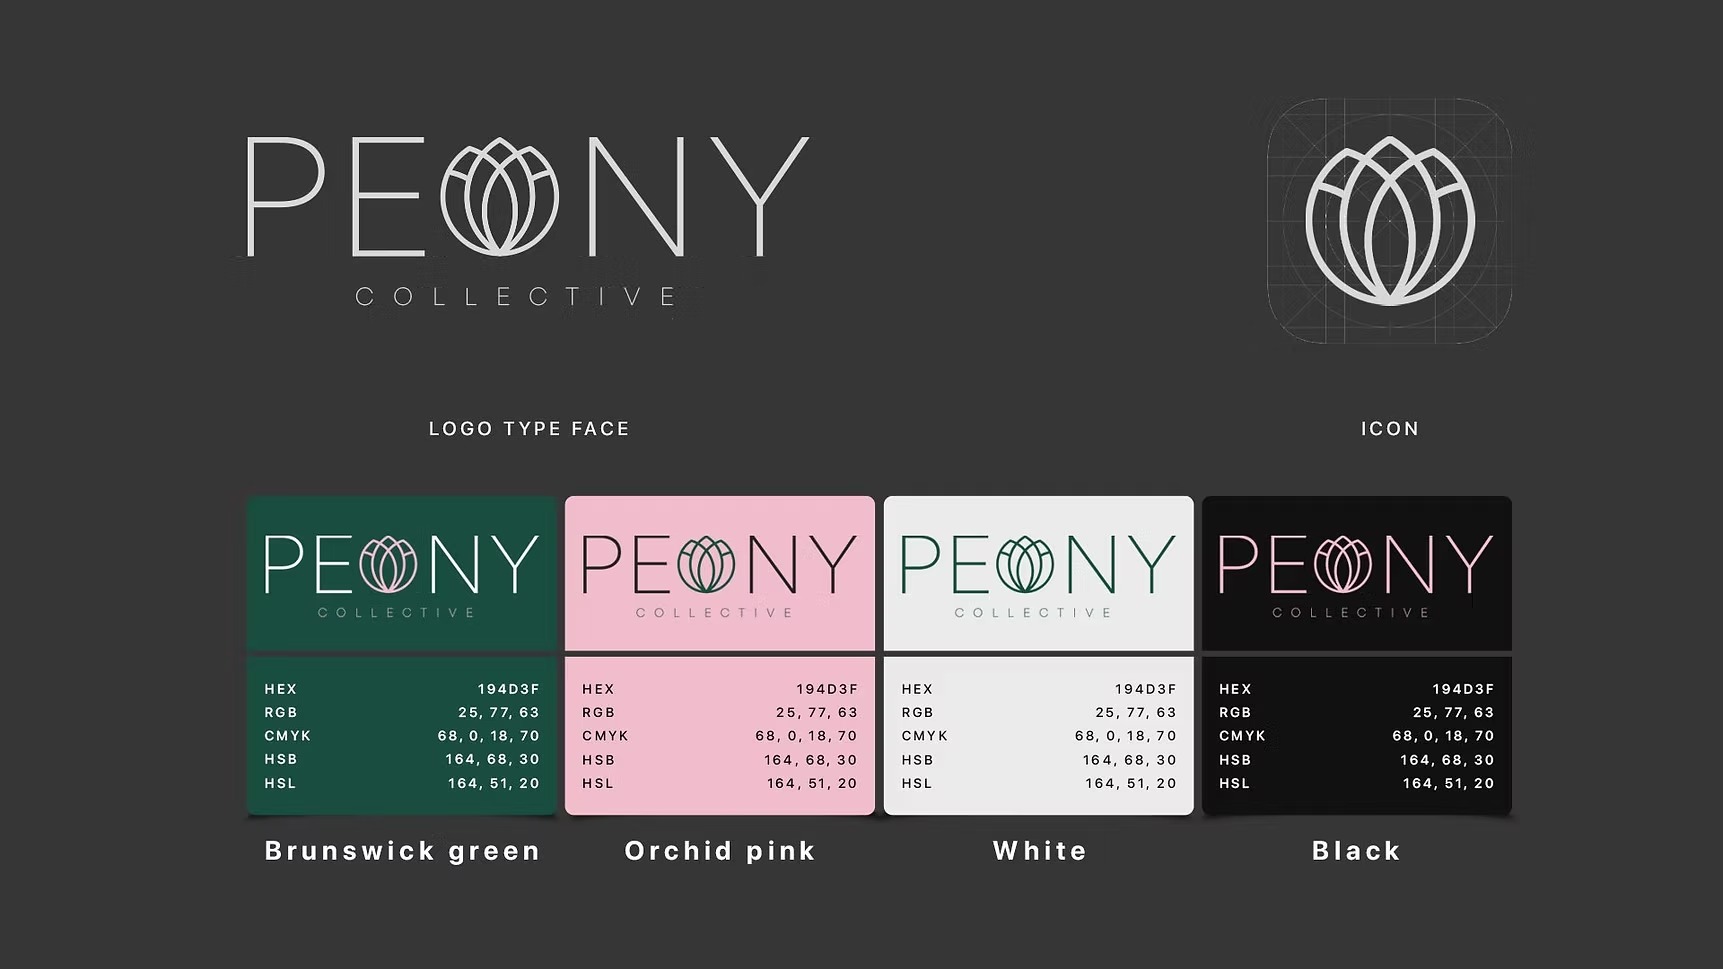 PEONY
COLLECTIVE
LOGO TYPE FACE
ICON
PEONY
COLLECTIVE
HEX 194D3F
RGB 25, 77, 63
CMYK 68, 0, 18, 70
HSB 164, 68, 30
HSL 164, 51, 20
Brunswick green
PEONY
COLLECTIVE
HEX 194D3F
RGB 25, 77, 63
CMYK 68, 0, 18, 70
HSB 164, 68, 30
HSL 164, 51, 20
Orchid pink
PEONY
COLLECTIVE
HEX 194D3F
RGB 25, 77, 63
CMYK 68, 0, 18, 70
HSB 164, 68, 30
HSL 164, 51, 20
White
PEONY
COLLECTIVE
HEX 194D3F
RGB 25, 77, 63
CMYK 68, 0, 18, 70
HSB 164, 68, 30
HSL 164, 51, 20
Black